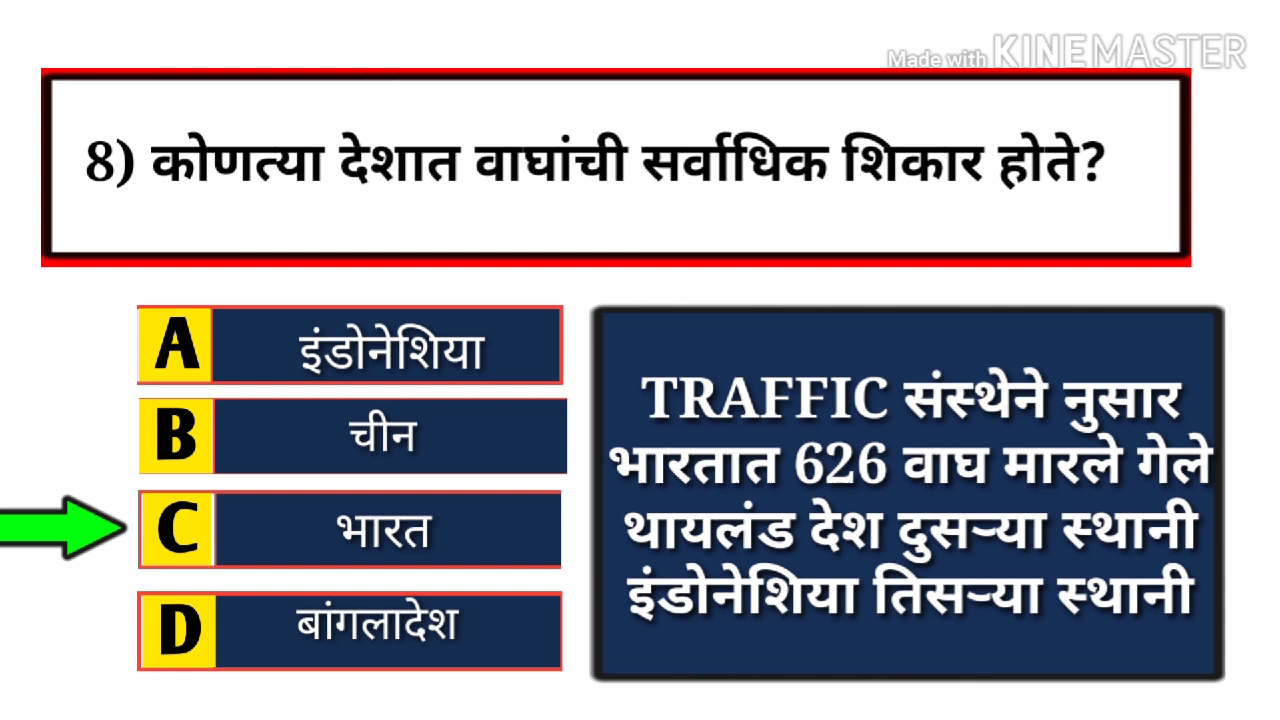 Made with KINEMASTER
8) कोणत्या देशात वाघांची सर्वाधिक शिकार होते?
A इंडोनेशिया
B चीन
C भारत
D बांगलादेश
TRAFFIC संस्थेने नुसार
भारतात 626 वाघ मारले गेले
थायलंड देश दुसऱ्या स्थानी
इंडोनेशिया तिसऱ्या स्थानी